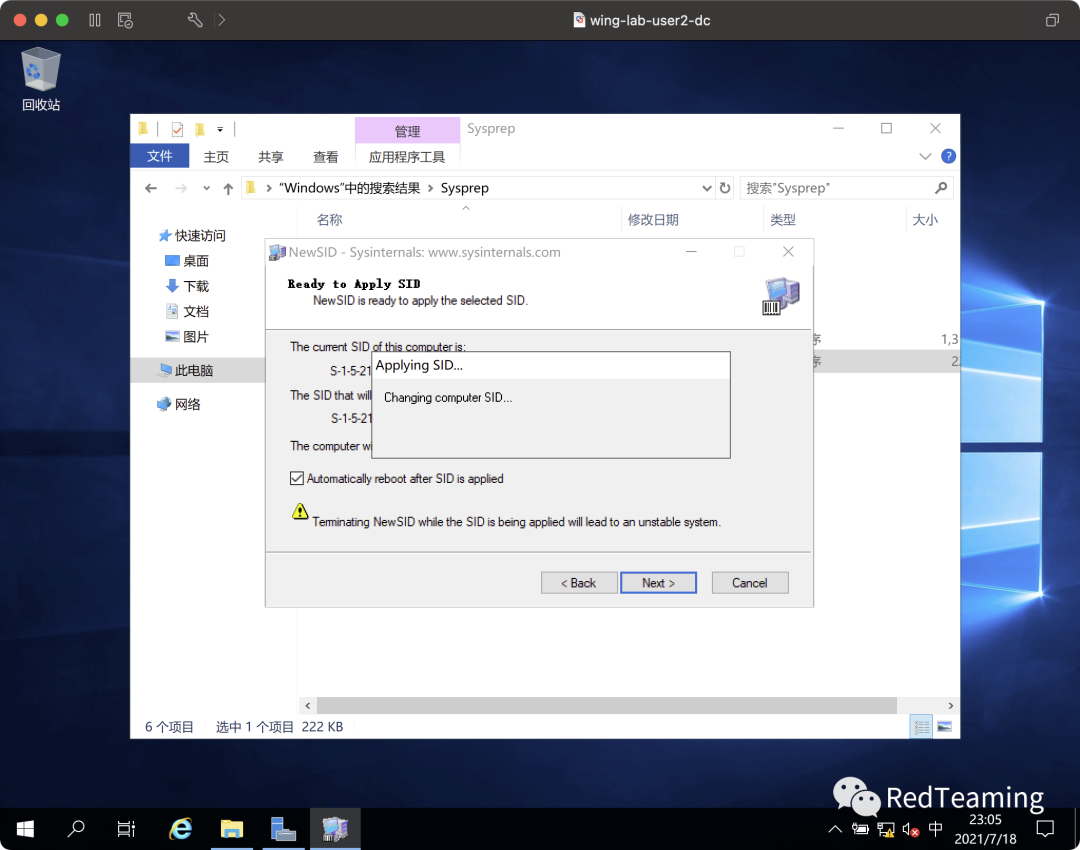 wing-lab-user2-dc
回收站
管理
Sysprep
文件
主页
共享
查看
应用程序工具
"Windows"中的搜索结果
Sysprep
搜索"Sysprep"
名称
修改日期
类型
大小
快速访问
桌面
下载
文档
图片
此电脑
网络
序
1,3
序
2
NewSID - Sysinternals: www.sysinternals.com
Ready to Apply SID
NewSID is ready to apply the selected SID.
The current SID of this computer is:
S-1-5-21
Applying SID...
The SID that will
Changing computer SID...
S-1-5-21
The computer wi
Automatically reboot after SID is applied
Terminating NewSID while the SID is being applied will lead to an unstable system.
< Back
Next >
Cancel
6 个项目
选中 1 个项目 222 KB
RedTeaming
中
23:05
2021/7/18